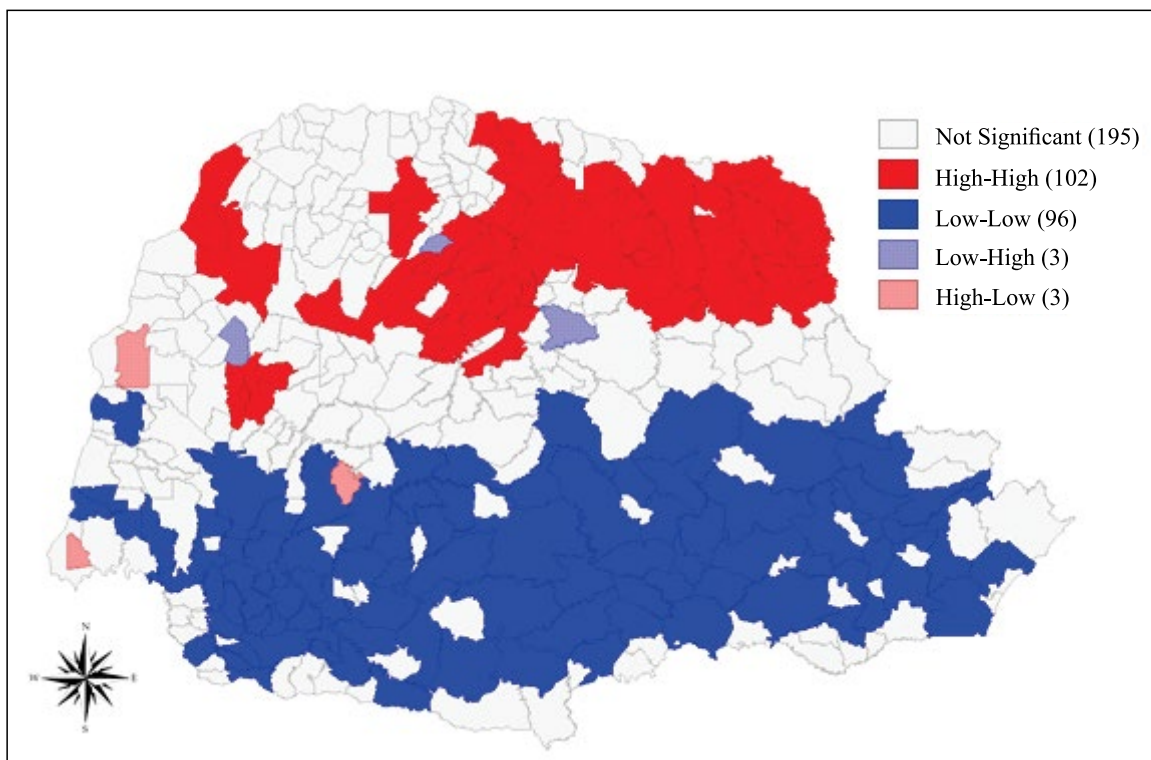 Not Significant (195)
High-High (102)
Low-Low (96)
Low-High (3)
High-Low (3)
N
W E
S